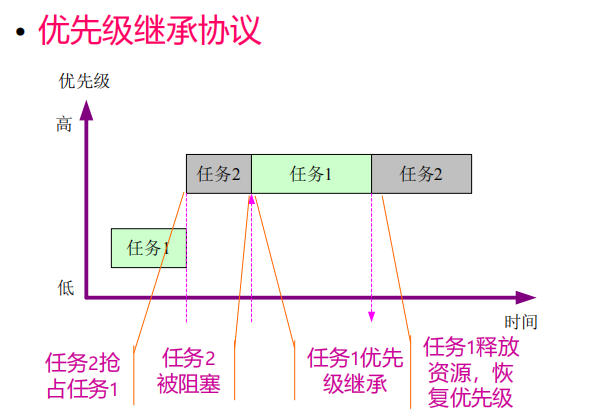 • 优先级继承协议
优先级
高
任务2
任务1
任务2
任务1
低
时间
任务2抢
占任务1
任务2
被阻塞
任务1优先
级继承
任务1释放
资源，恢
复优先级